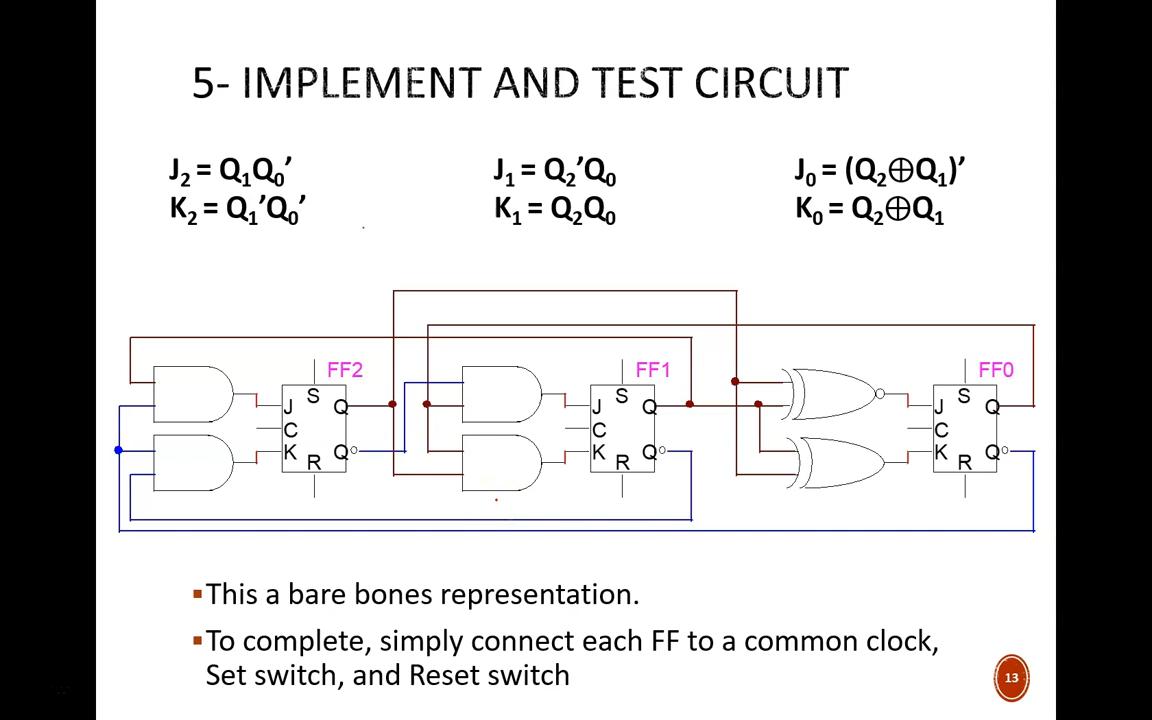 5- IMPLEMENT AND TEST CIRCUIT
J₂ = Q₁Q₀’ J₁ = Q₂’Q₀ J₀ = (Q₂⊕Q₁)’
K₂ = Q₁’Q₀’ K₁ = Q₂Q₀ K₀ = Q₂⊕Q₁
FF2 FF1 FF0
S S S
J Q J Q J Q
C C C
K Q K Q K Q
R R R
▪This a bare bones representation.
▪To complete, simply connect each FF to a common clock,
Set switch, and Reset switch
13